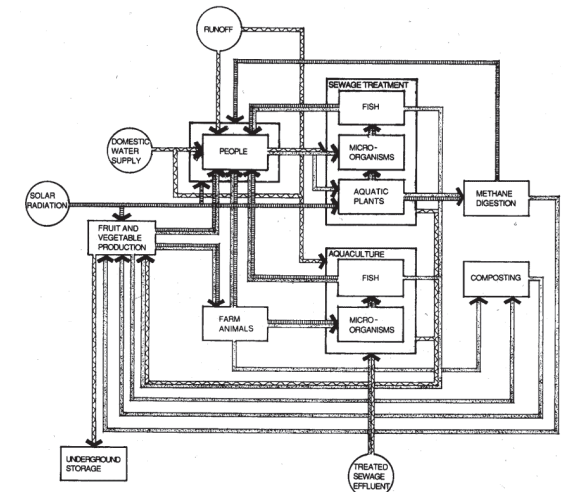 RUNOFF
SEWAGE TREATMENT
FISH
DOMESTIC
WATER
SUPPLY
PEOPLE
MICRO-
ORGANISMS
SOLAR
RADIATION
AQUATIC
PLANTS
METHANE
DIGESTION
FRUIT AND
VEGETABLE
PRODUCTION
AQUACULTURE
FISH
COMPOSTING
FARM
ANIMALS
MICRO-
ORGANISMS
UNDERGROUND
STORAGE
TREATED
SEWAGE
EFFLUENT